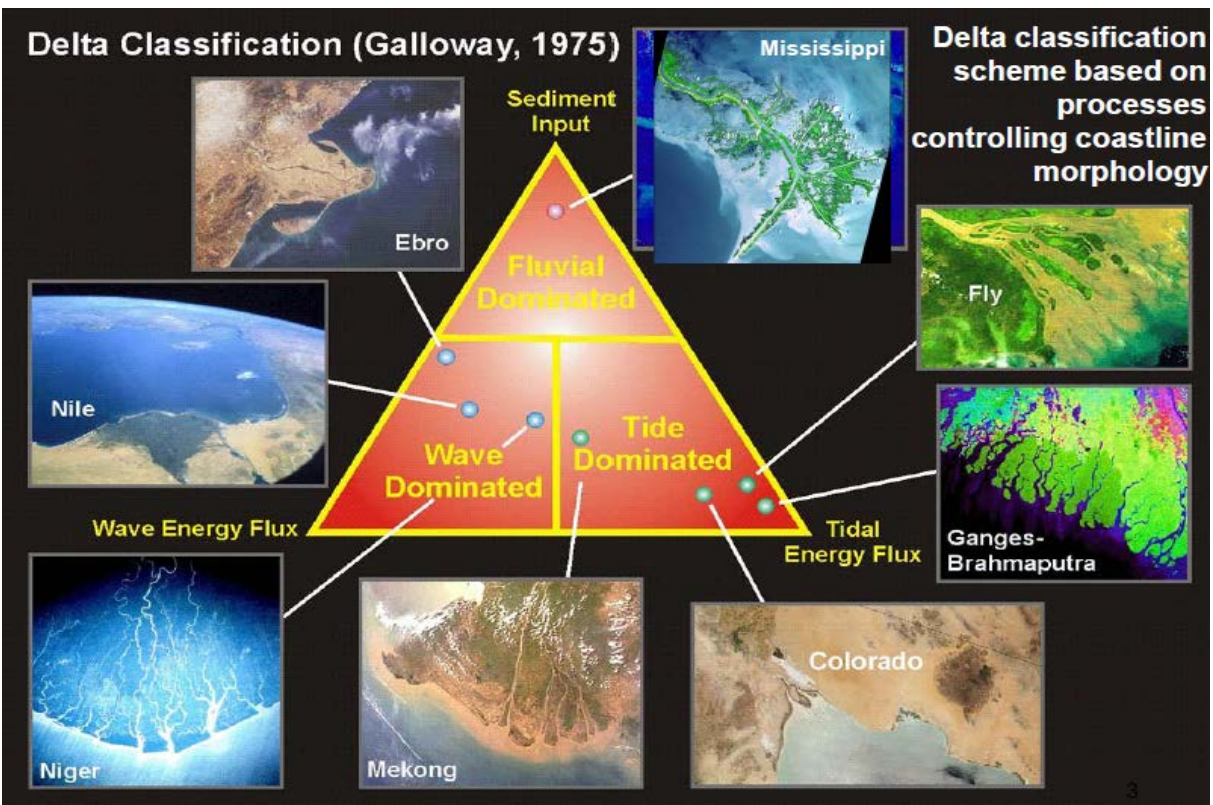 Delta Classification (Galloway, 1975)
Delta classification
scheme based on
processes
controlling coastline
morphology
Sediment
Input
Mississippi
Ebro
Fluvial
Dominated
Fly
Nile
Wave
Dominated
Tide
Dominated
Wave Energy Flux
Tidal
Energy Flux
Ganges-
Brahmaputra
Niger
Mekong
Colorado
3